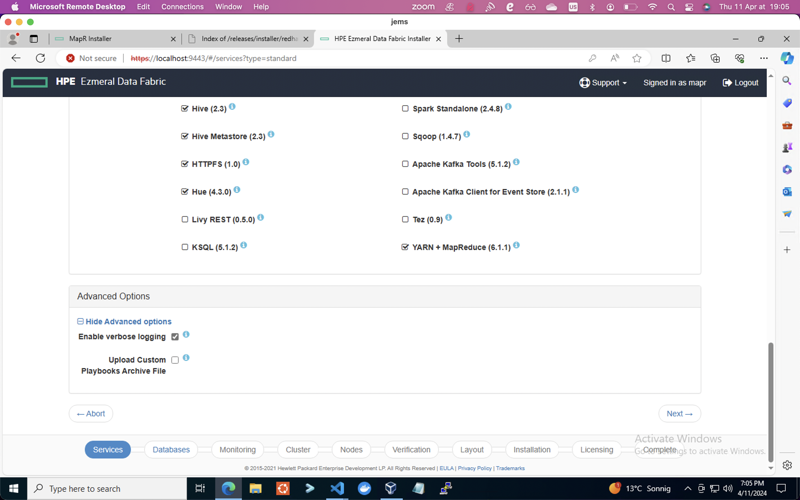 Microsoft Remote Desktop Edit Connections Window Help zoom US Thu 11 Apr at 19:05
jems
MapR Installer
Index of /releases/installer/redha
HPE Ezmeral Data Fabric Installer
Not secure https://localhost:9443/#/services?type=standard
HPE Ezmeral Data Fabric
Support
Signed in as mapr
Logout
Hive (2.3)
Spark Standalone (2.4.8)
Hive Metastore (2.3)
Sqoop (1.4.7)
HTTPFS (1.0)
Apache Kafka Tools (5.1.2)
Hue (4.3.0)
Apache Kafka Client for Event Store (2.1.1)
Livy REST (0.5.0)
Tez (0.9)
KSQL (5.1.2)
YARN + MapReduce (6.1.1)
Advanced Options
Hide Advanced options
Enable verbose logging
Upload Custom
Playbooks Archive File
← Abort
Next →
Activate Windows
Go to Settings to activate Windows.
Services
Databases
Monitoring
Cluster
Nodes
Verification
Layout
Installation
Licensing
Complete
© 2015-2021 Hewlett Packard Enterprise Development LP. All Rights Reserved | EULA | Privacy Policy | Trademarks
Type here to search
13°C Sonnig
7:05 PM
4/11/2024